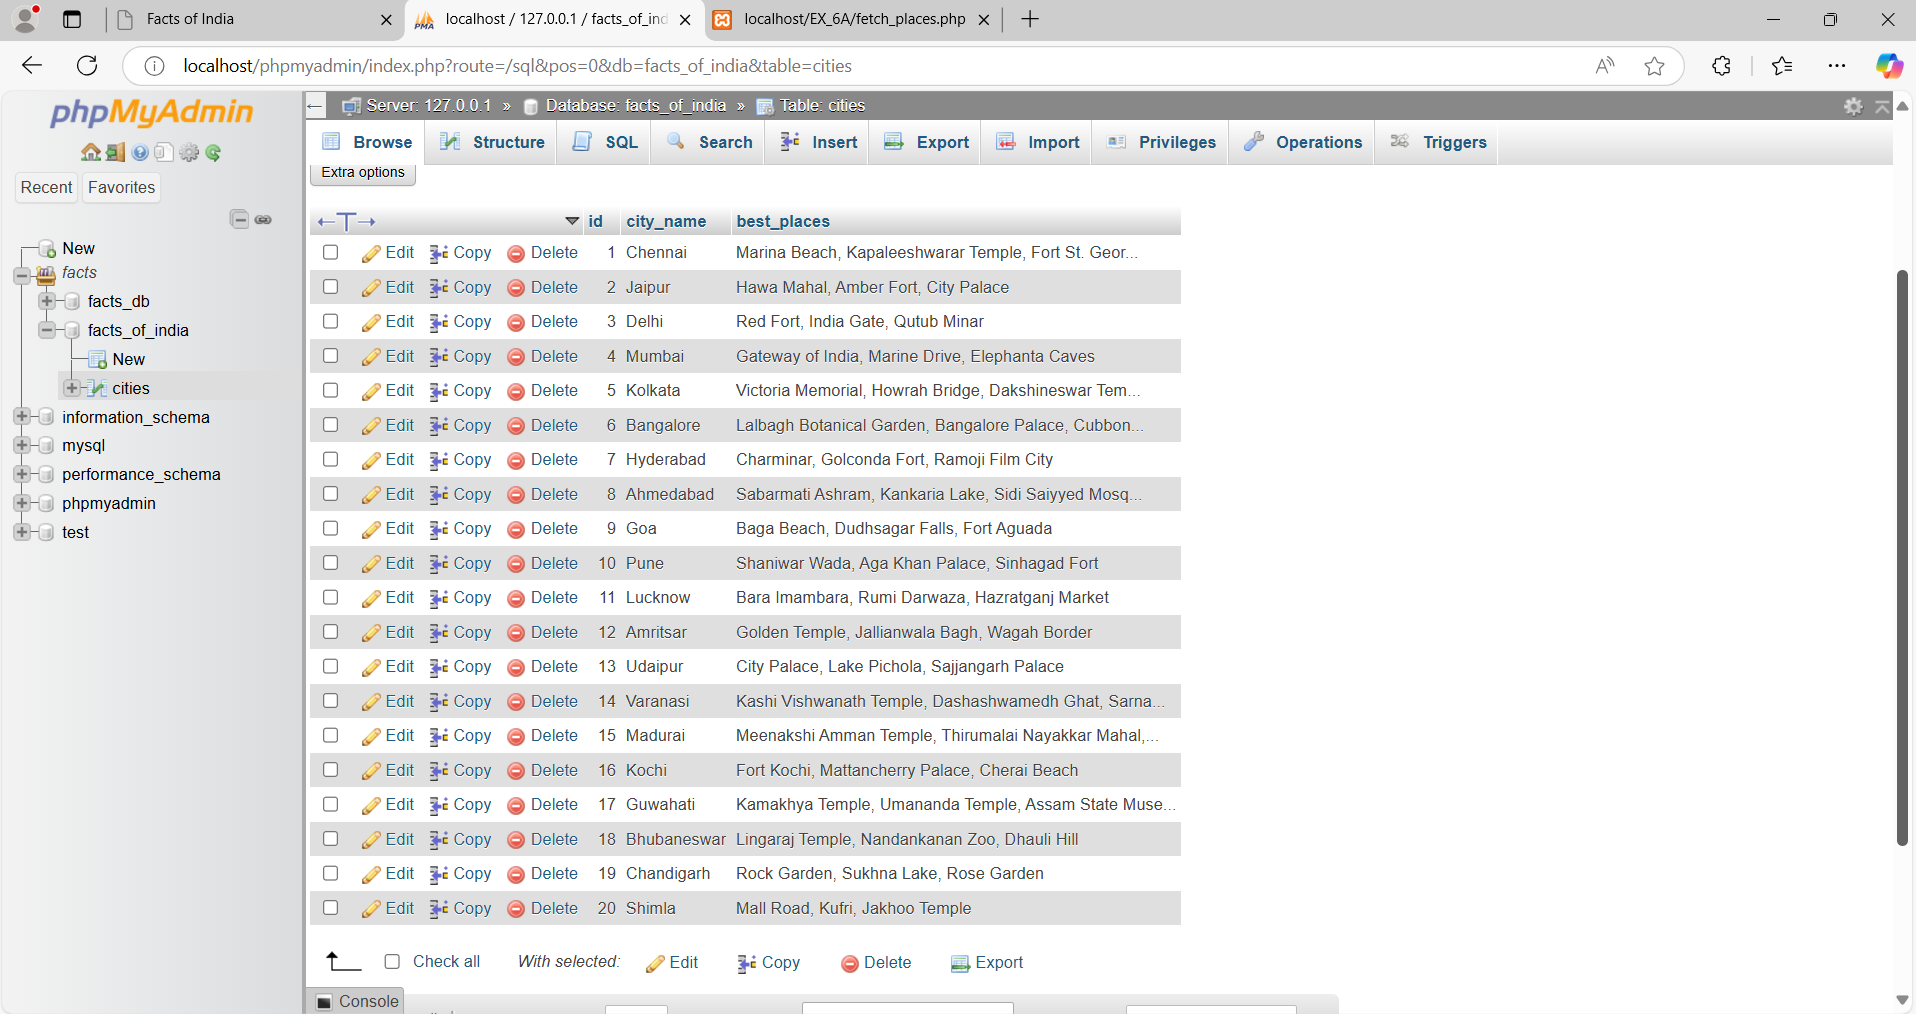 Facts of India
localhost / 127.0.0.1 / facts_of_ind
localhost/EX_6A/fetch_places.php
localhost/phpmyadmin/index.php?route=/sql&pos=0&db=facts_of_india&table=cities
phpMyAdmin
Recent Favorites
New
facts
facts_db
facts_of_india
New
cities
information_schema
mysql
performance_schema
phpmyadmin
test
Server: 127.0.0.1 » Database: facts_of_india » Table: cities
Browse Structure SQL Search Insert Export Import Privileges Operations Triggers
Extra options
←T→ id city_name best_places
Edit Copy Delete 1 Chennai Marina Beach, Kapaleeshwarar Temple, Fort St. Geor...
Edit Copy Delete 2 Jaipur Hawa Mahal, Amber Fort, City Palace
Edit Copy Delete 3 Delhi Red Fort, India Gate, Qutub Minar
Edit Copy Delete 4 Mumbai Gateway of India, Marine Drive, Elephanta Caves
Edit Copy Delete 5 Kolkata Victoria Memorial, Howrah Bridge, Dakshineswar Tem...
Edit Copy Delete 6 Bangalore Lalbagh Botanical Garden, Bangalore Palace, Cubbon...
Edit Copy Delete 7 Hyderabad Charminar, Golconda Fort, Ramoji Film City
Edit Copy Delete 8 Ahmedabad Sabarmati Ashram, Kankaria Lake, Sidi Saiyyed Mosq...
Edit Copy Delete 9 Goa Baga Beach, Dudhsagar Falls, Fort Aguada
Edit Copy Delete 10 Pune Shaniwar Wada, Aga Khan Palace, Sinhagad Fort
Edit Copy Delete 11 Lucknow Bara Imambara, Rumi Darwaza, Hazratganj Market
Edit Copy Delete 12 Amritsar Golden Temple, Jallianwala Bagh, Wagah Border
Edit Copy Delete 13 Udaipur City Palace, Lake Pichola, Sajjangarh Palace
Edit Copy Delete 14 Varanasi Kashi Vishwanath Temple, Dashashwamedh Ghat, Sarna...
Edit Copy Delete 15 Madurai Meenakshi Amman Temple, Thirumalai Nayakkar Mahal,...
Edit Copy Delete 16 Kochi Fort Kochi, Mattancherry Palace, Cherai Beach
Edit Copy Delete 17 Guwahati Kamakhya Temple, Umananda Temple, Assam State Muse...
Edit Copy Delete 18 Bhubaneswar Lingaraj Temple, Nandankanan Zoo, Dhauli Hill
Edit Copy Delete 19 Chandigarh Rock Garden, Sukhna Lake, Rose Garden
Edit Copy Delete 20 Shimla Mall Road, Kufri, Jakhoo Temple
Check all With selected: Edit Copy Delete Export
Console